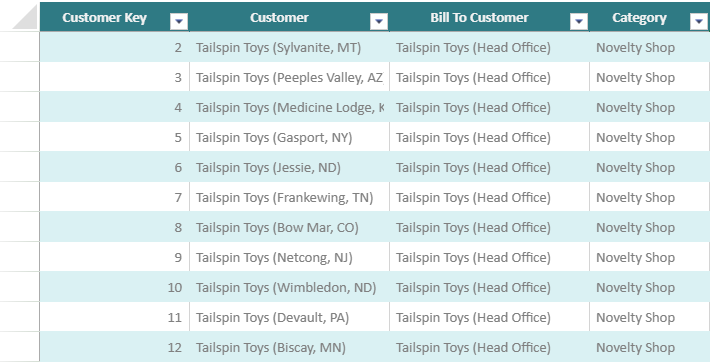 Customer Key Customer Bill To Customer Category
2 Tailspin Toys (Sylvanite, MT) Tailspin Toys (Head Office) Novelty Shop
3 Tailspin Toys (Peeples Valley, AZ Tailspin Toys (Head Office) Novelty Shop
4 Tailspin Toys (Medicine Lodge, K Tailspin Toys (Head Office) Novelty Shop
5 Tailspin Toys (Gasport, NY) Tailspin Toys (Head Office) Novelty Shop
6 Tailspin Toys (Jessie, ND) Tailspin Toys (Head Office) Novelty Shop
7 Tailspin Toys (Frankewing, TN) Tailspin Toys (Head Office) Novelty Shop
8 Tailspin Toys (Bow Mar, CO) Tailspin Toys (Head Office) Novelty Shop
9 Tailspin Toys (Netcong, NJ) Tailspin Toys (Head Office) Novelty Shop
10 Tailspin Toys (Wimbledon, ND) Tailspin Toys (Head Office) Novelty Shop
11 Tailspin Toys (Devault, PA) Tailspin Toys (Head Office) Novelty Shop
12 Tailspin Toys (Biscay, MN) Tailspin Toys (Head Office) Novelty Shop